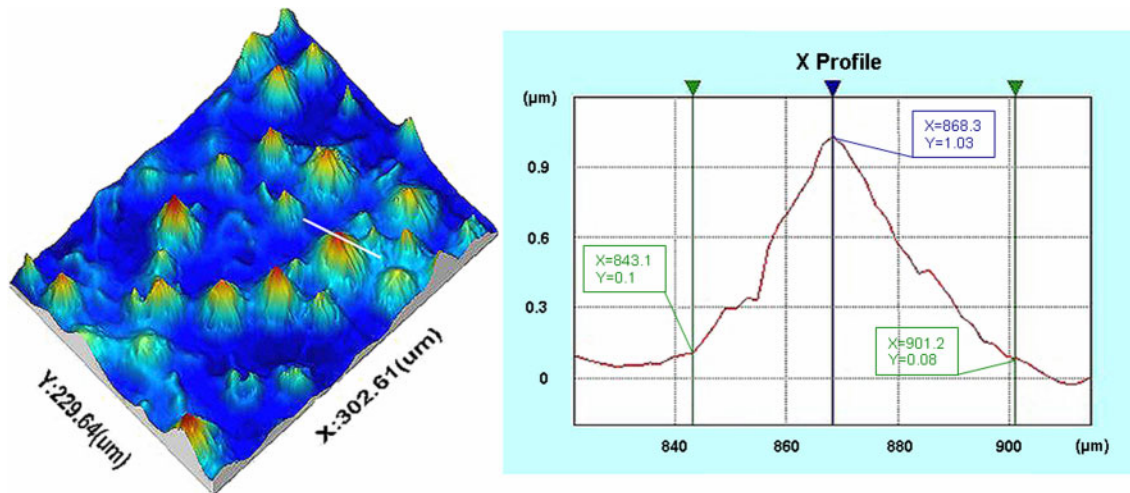 Y:229.64(um)
X:302.61(um)
X Profile
(µm)
0.9
0.6
0.3
0
840
860
880
900
(µm)
X=868.3
Y=1.03
X=843.1
Y=0.1
X=901.2
Y=0.08